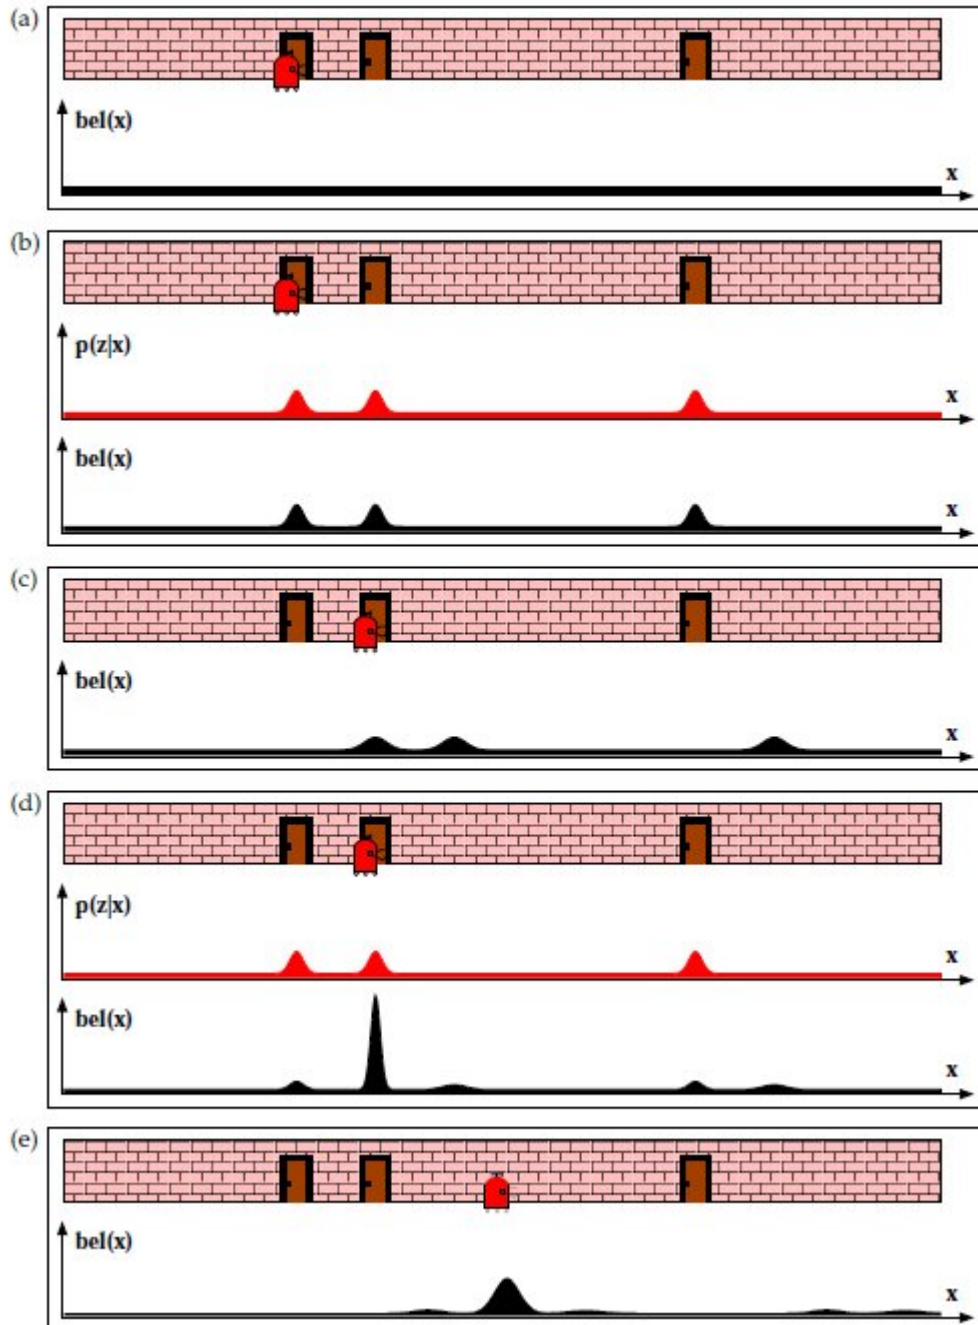 (a)
bel(x)
x
(b)
p(z|x)
x
bel(x)
x
(c)
bel(x)
x
(d)
p(z|x)
x
bel(x)
x
(e)
bel(x)
x